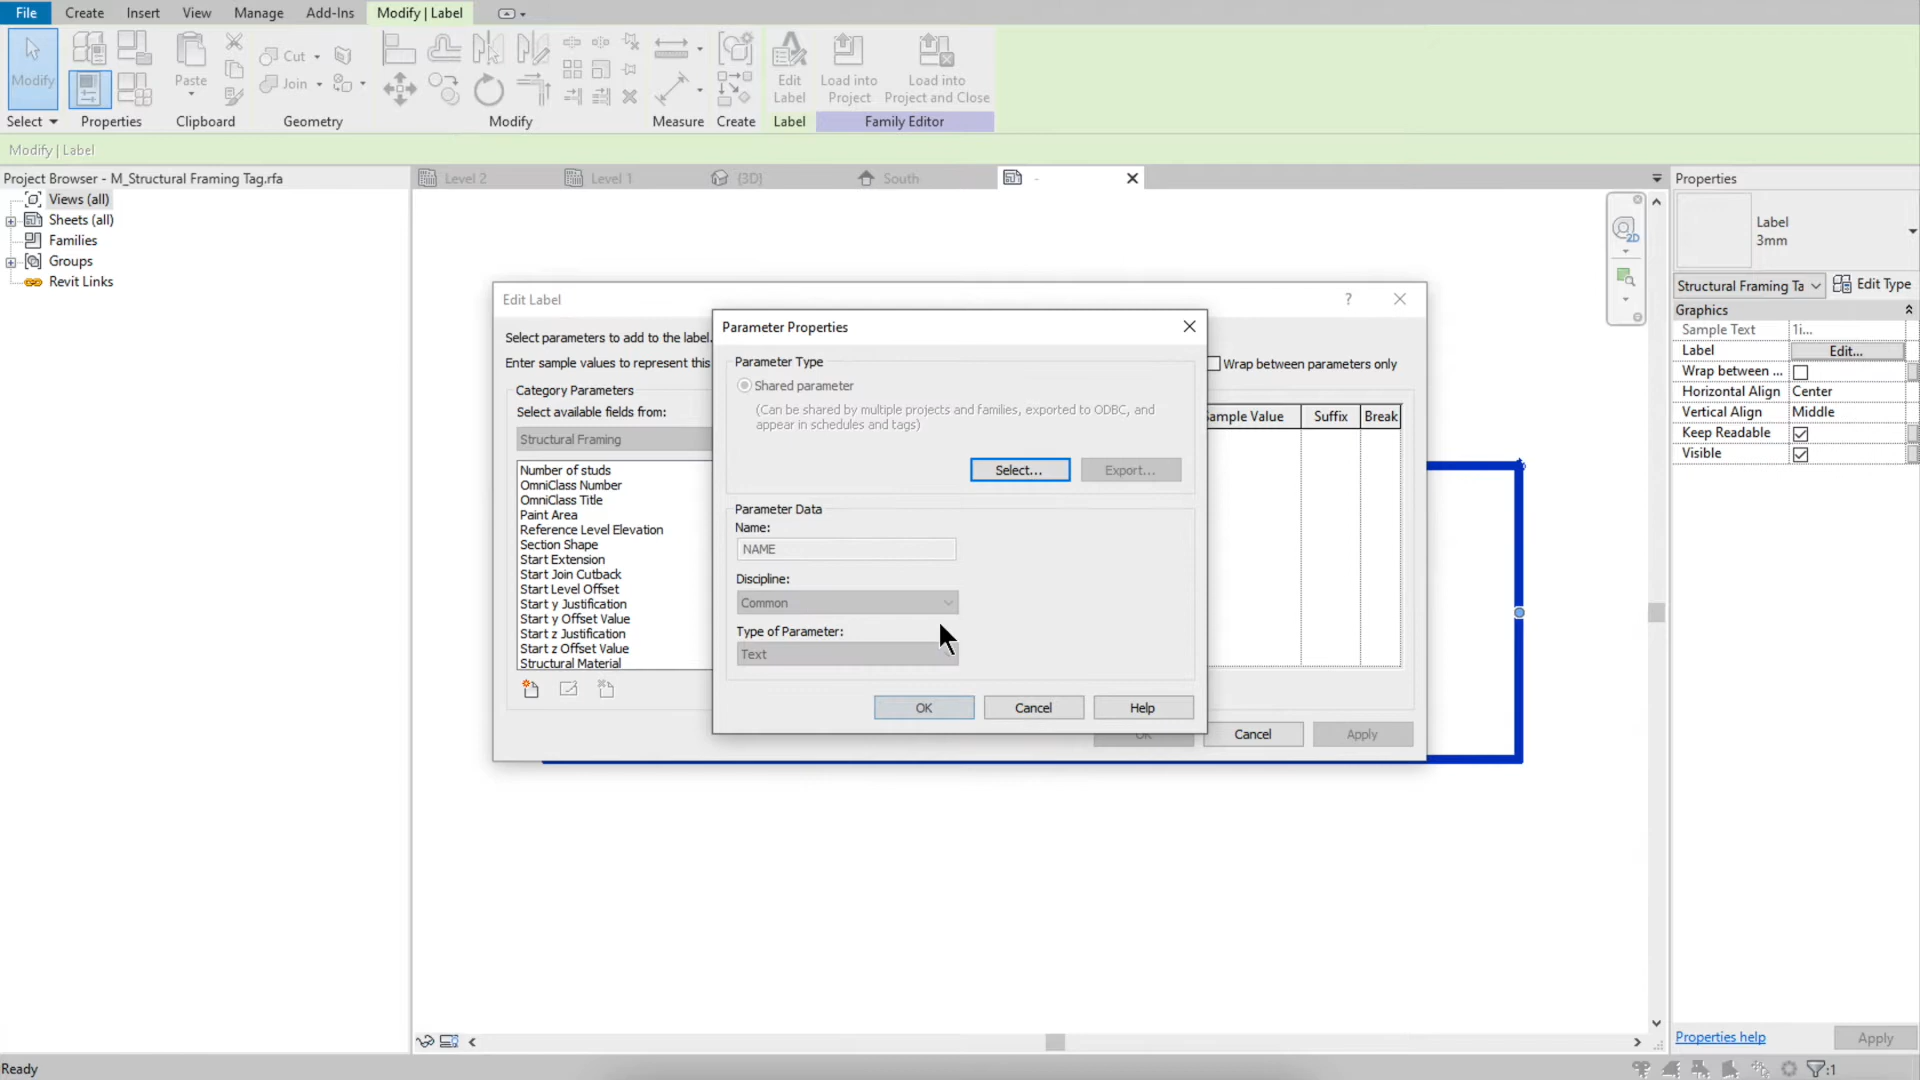 File Create Insert View Manage Add-Ins Modify | Label
Modify
Paste
Cut
Join
Edit Label
Load into Project
Load into Project and Close
Select Properties Clipboard Geometry Modify Measure Create Label Family Editor
Modify | Label
Project Browser - M_Structural Framing Tag.rfa
Views (all)
Sheets (all)
Families
Groups
Revit Links
Level 2 Level 1 {3D} South -
2D
Edit Label
?
Select parameters to add to the label.
Enter sample values to represent this
Wrap between parameters only
Category Parameters
Select available fields from:
Structural Framing
Number of studs
OmniClass Number
OmniClass Title
Paint Area
Reference Level Elevation
Section Shape
Start Extension
Start Join Cutback
Start Level Offset
Start y Justification
Start y Offset Value
Start z Justification
Start z Offset Value
Structural Material
Sample Value Suffix Break
OK Cancel Apply
Parameter Properties
Parameter Type
Shared parameter
(Can be shared by multiple projects and families, exported to ODBC, and
appear in schedules and tags)
Select... Export...
Parameter Data
Name:
NAME
Discipline:
Common
Type of Parameter:
Text
OK Cancel Help
Properties
Label
3mm
Structural Framing Ta
Edit Type
Graphics
Sample Text 1i...
Label Edit...
Wrap between ...
Horizontal Align Center
Vertical Align Middle
Keep Readable
Visible
Properties help
Apply
Ready
:1